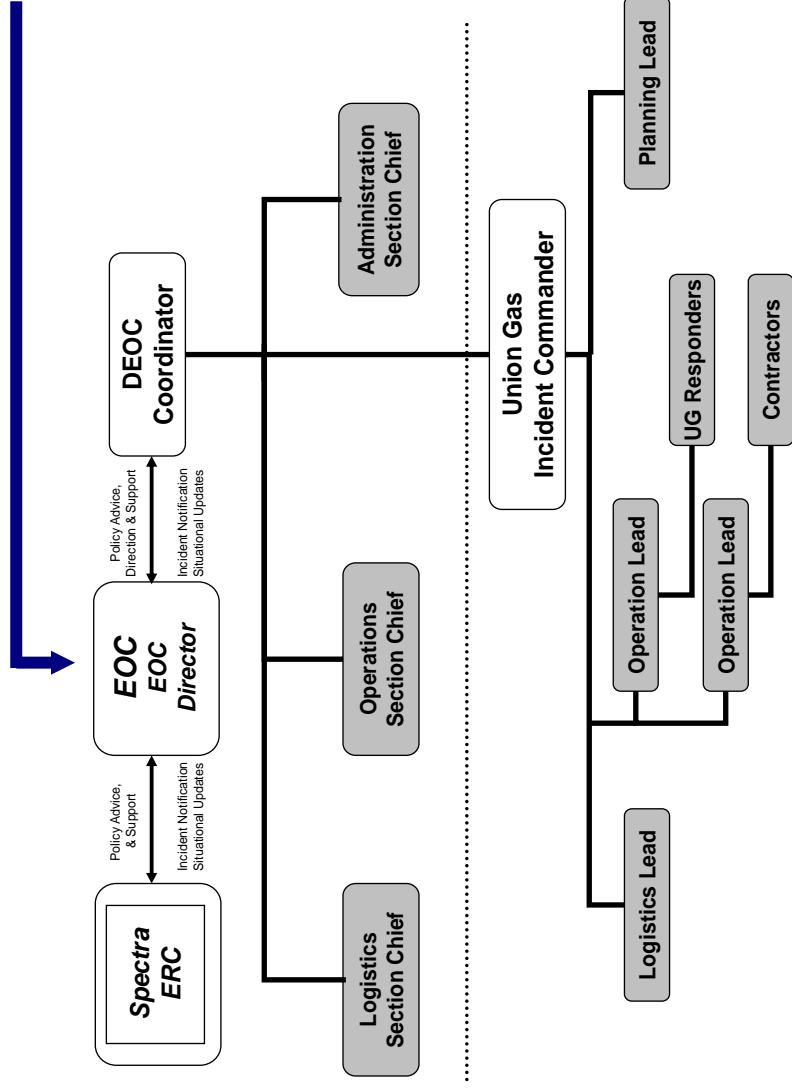 Spectra
ERC
Policy Advice,
& Support
Incident Notification
Situational Updates
EOC
EOC
Director
Policy Advice,
Direction & Support
Incident Notification
Situational Updates
DEOC
Coordinator
Logistics
Section Chief
Operations
Section Chief
Administration
Section Chief
Union Gas
Incident Commander
Logistics Lead
Operation Lead
UG Responders
Operation Lead
Contractors
Planning Lead